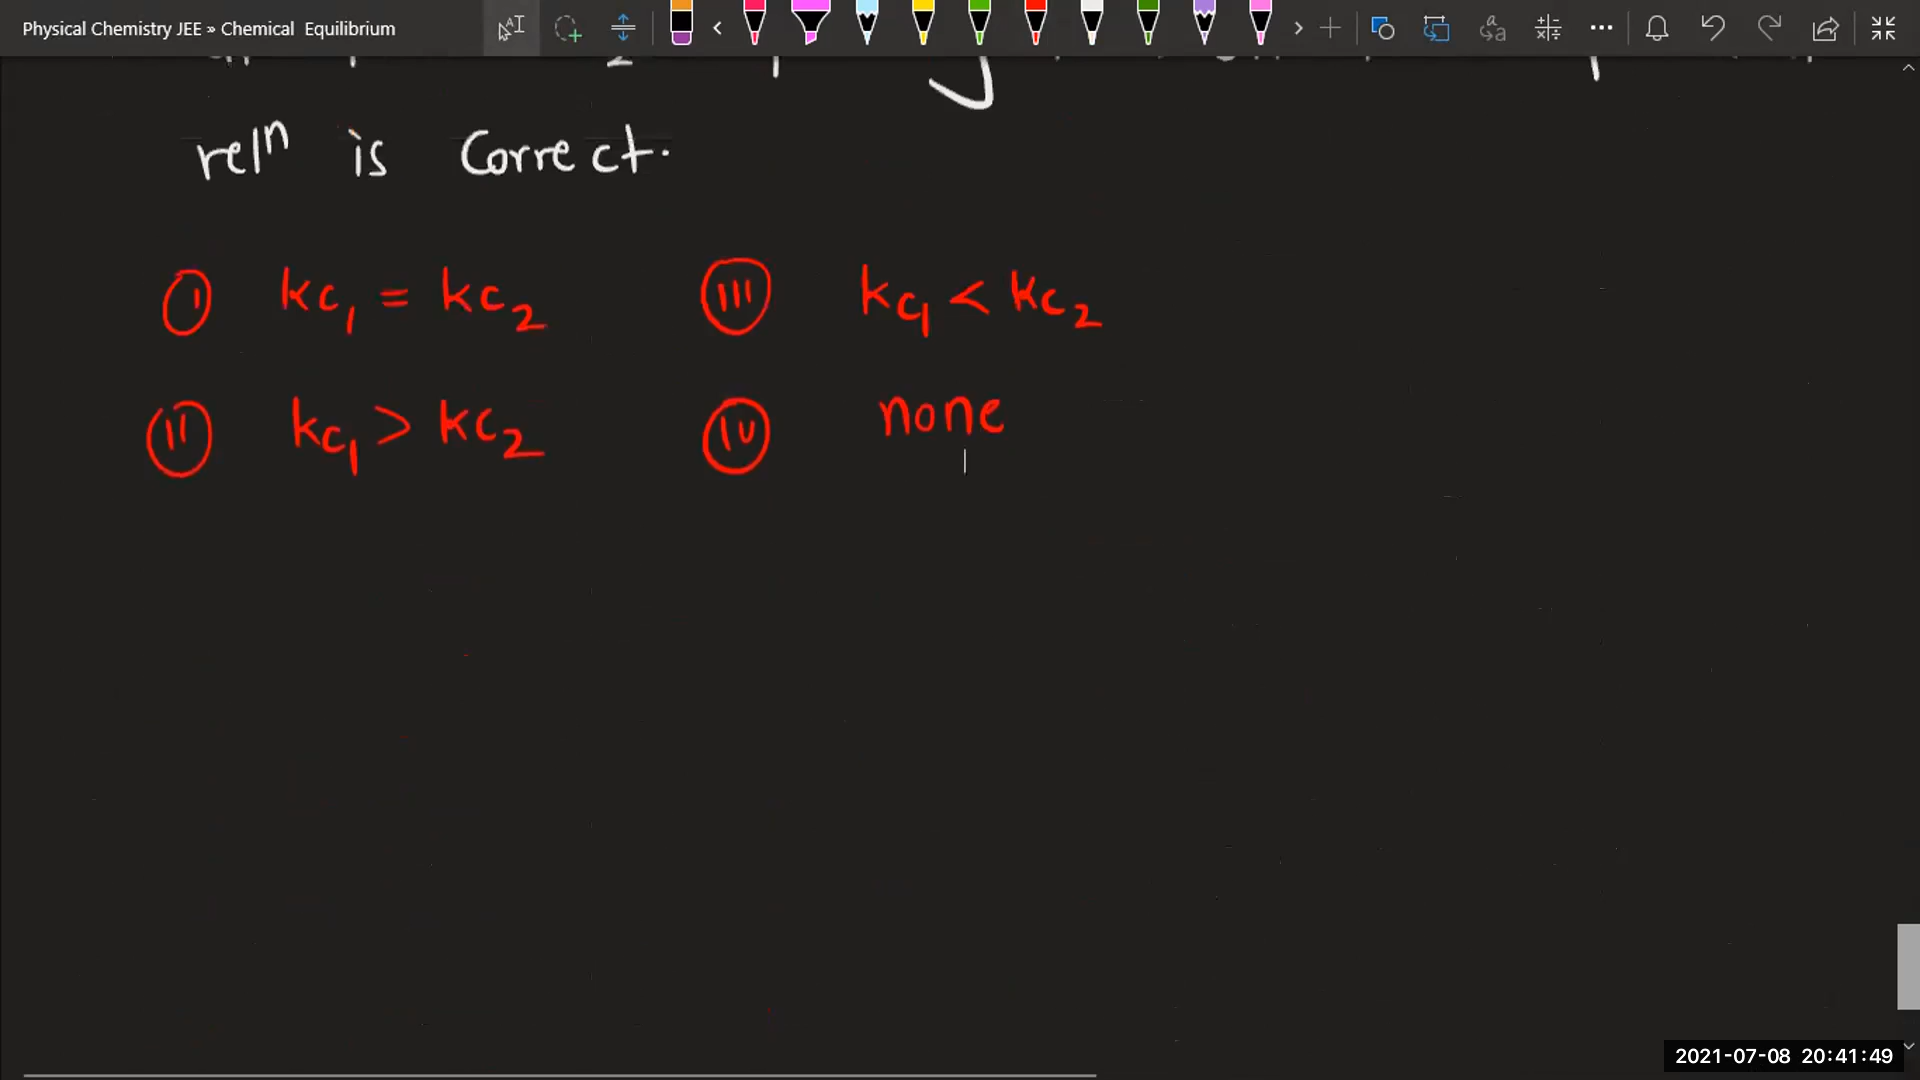 Physical Chemistry JEE » Chemical Equilibrium
relⁿ is correct.
(I) kc₁ = kc₂ (III) kc₁ < kc₂
(II) kc₁ > kc₂ (IV) none
2021-07-08 20:41:49